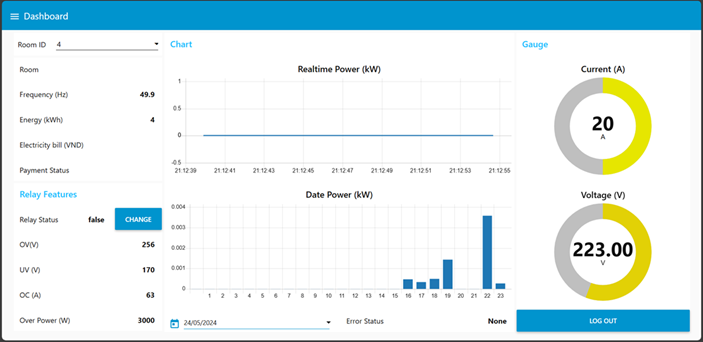 Dashboard
Room ID 4
Room
Frequency (Hz) 49.9
Energy (kWh) 4
Electricity bill (VND)
Payment Status
Relay Features
Relay Status false CHANGE
OV(V) 256
UV (V) 170
OC (A) 63
Over Power (W) 3000
Chart
Realtime Power (kW)
1
0.5
0
-0.5
21:12:39 21:12:41 21:12:43 21:12:45 21:12:47 21:12:49 21:12:51 21:12:53 21:12:55
Date Power (kW)
0.004
0.003
0.002
0.001
0
1 2 3 4 5 6 7 8 9 10 11 12 13 14 15 16 17 18 19 20 21 22 23
24/05/2024 Error Status None
Gauge
Current (A)
20
A
Voltage (V)
223.00
V
LOG OUT